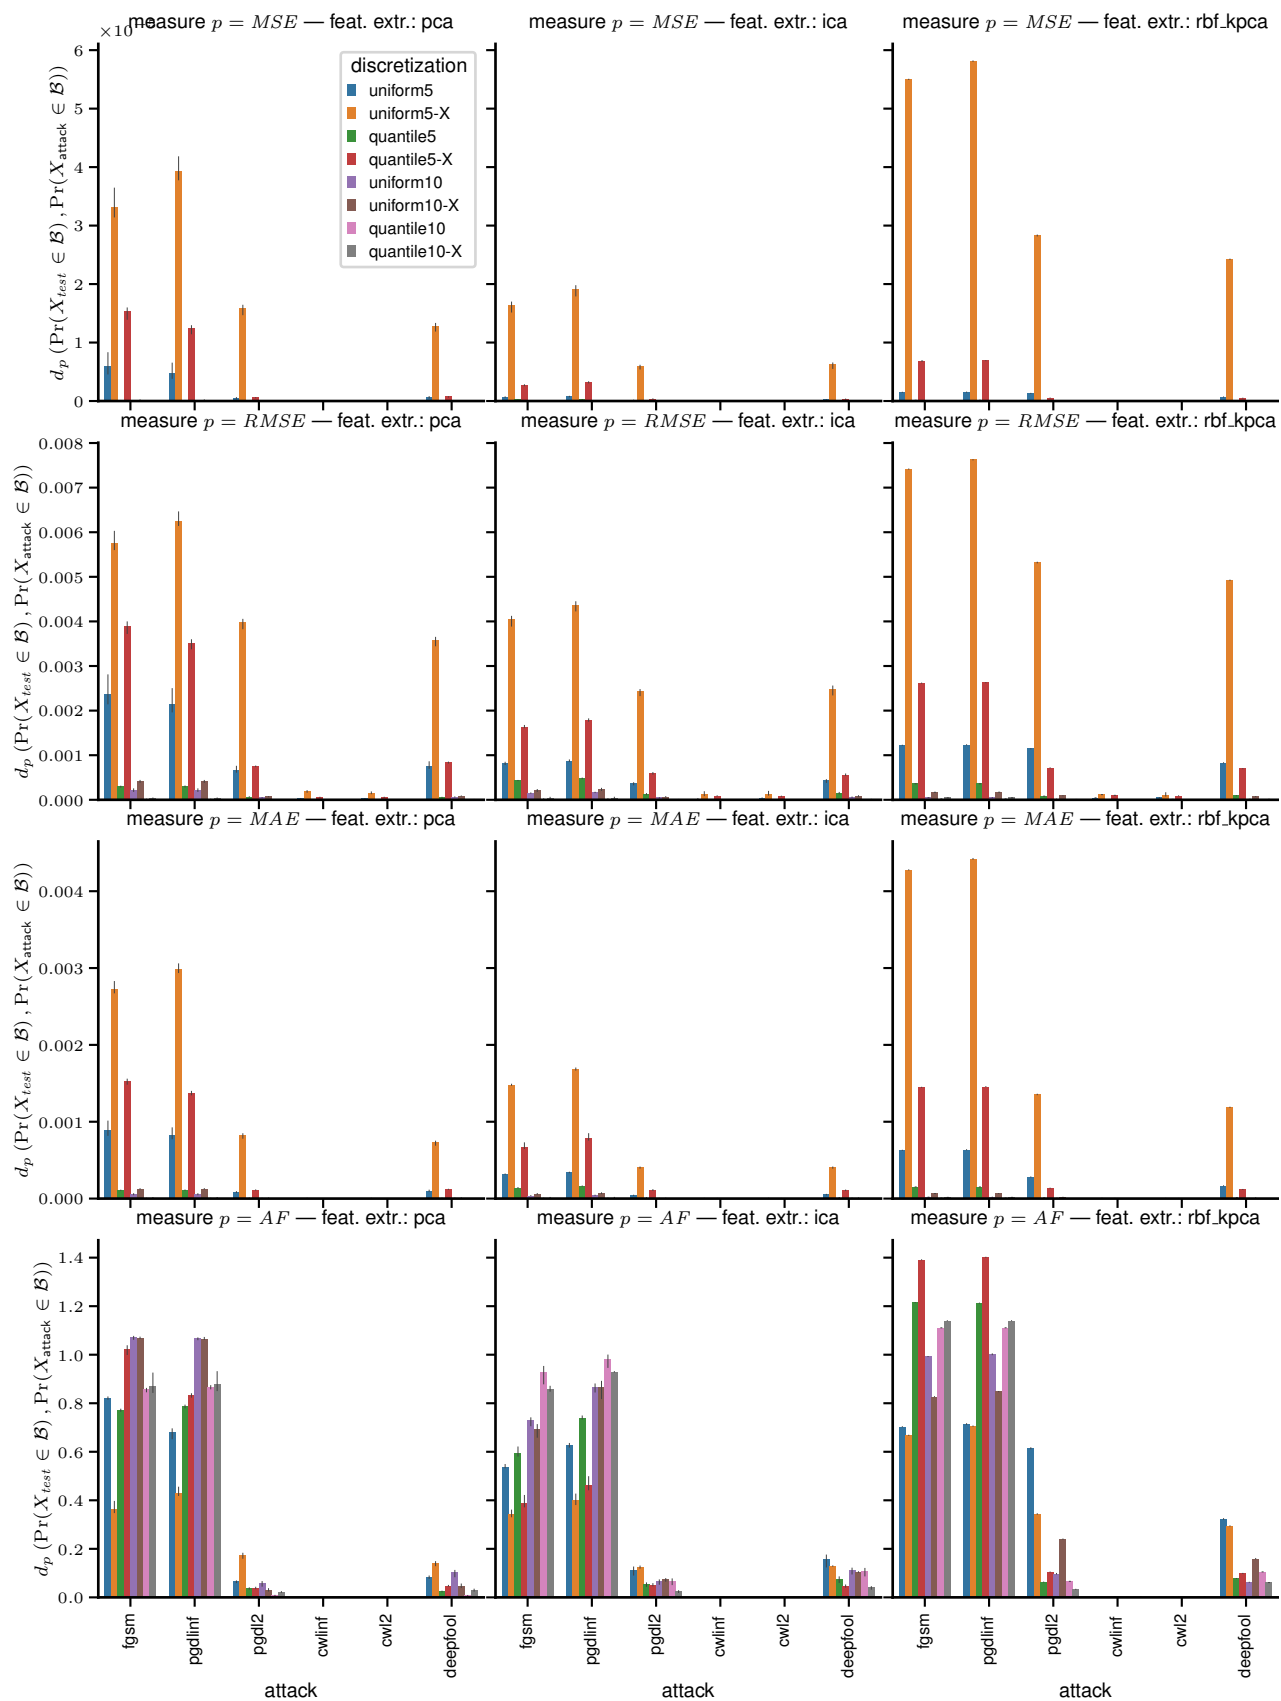 ×10
measure p = MSE — feat. extr.: pca
measure p = MSE — feat. extr.: ica
measure p = MSE — feat. extr.: rbf_kpca
d_p (Pr(X_test ∈ B), Pr(X_attack ∈ B))
6
5
4
3
2
1
0
discretization
uniform5
uniform5-X
quantile5
quantile5-X
uniform10
uniform10-X
quantile10
quantile10-X
measure p = RMSE — feat. extr.: pca
measure p = RMSE — feat. extr.: ica
measure p = RMSE — feat. extr.: rbf_kpca
d_p (Pr(X_test ∈ B), Pr(X_attack ∈ B))
0.008
0.007
0.006
0.005
0.004
0.003
0.002
0.001
0.000
measure p = MAE — feat. extr.: pca
measure p = MAE — feat. extr.: ica
measure p = MAE — feat. extr.: rbf_kpca
d_p (Pr(X_test ∈ B), Pr(X_attack ∈ B))
0.004
0.003
0.002
0.001
0.000
measure p = AF — feat. extr.: pca
measure p = AF — feat. extr.: ica
measure p = AF — feat. extr.: rbf_kpca
d_p (Pr(X_test ∈ B), Pr(X_attack ∈ B))
1.4
1.2
1.0
0.8
0.6
0.4
0.2
0.0
fgsm
pgdlinf
pgdl2
cwlinf
cwl2
deepfool
attack
fgsm
pgdlinf
pgdl2
cwlinf
cwl2
deepfool
attack
fgsm
pgdlinf
pgdl2
cwlinf
cwl2
deepfool
attack